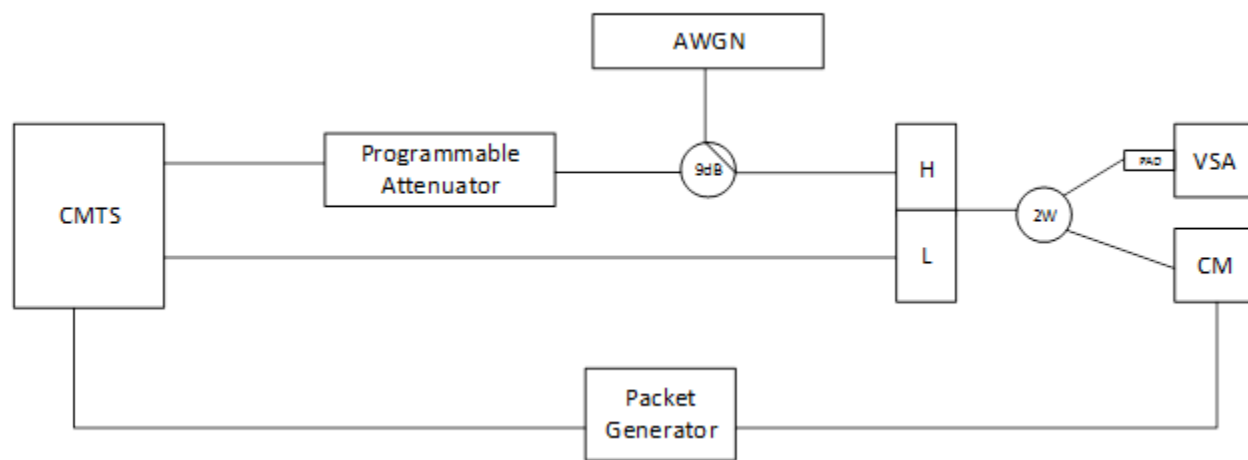 AWGN
CMTS
Programmable
Attenuator
9dB
H
L
2W
PAD
VSA
CM
Packet
Generator